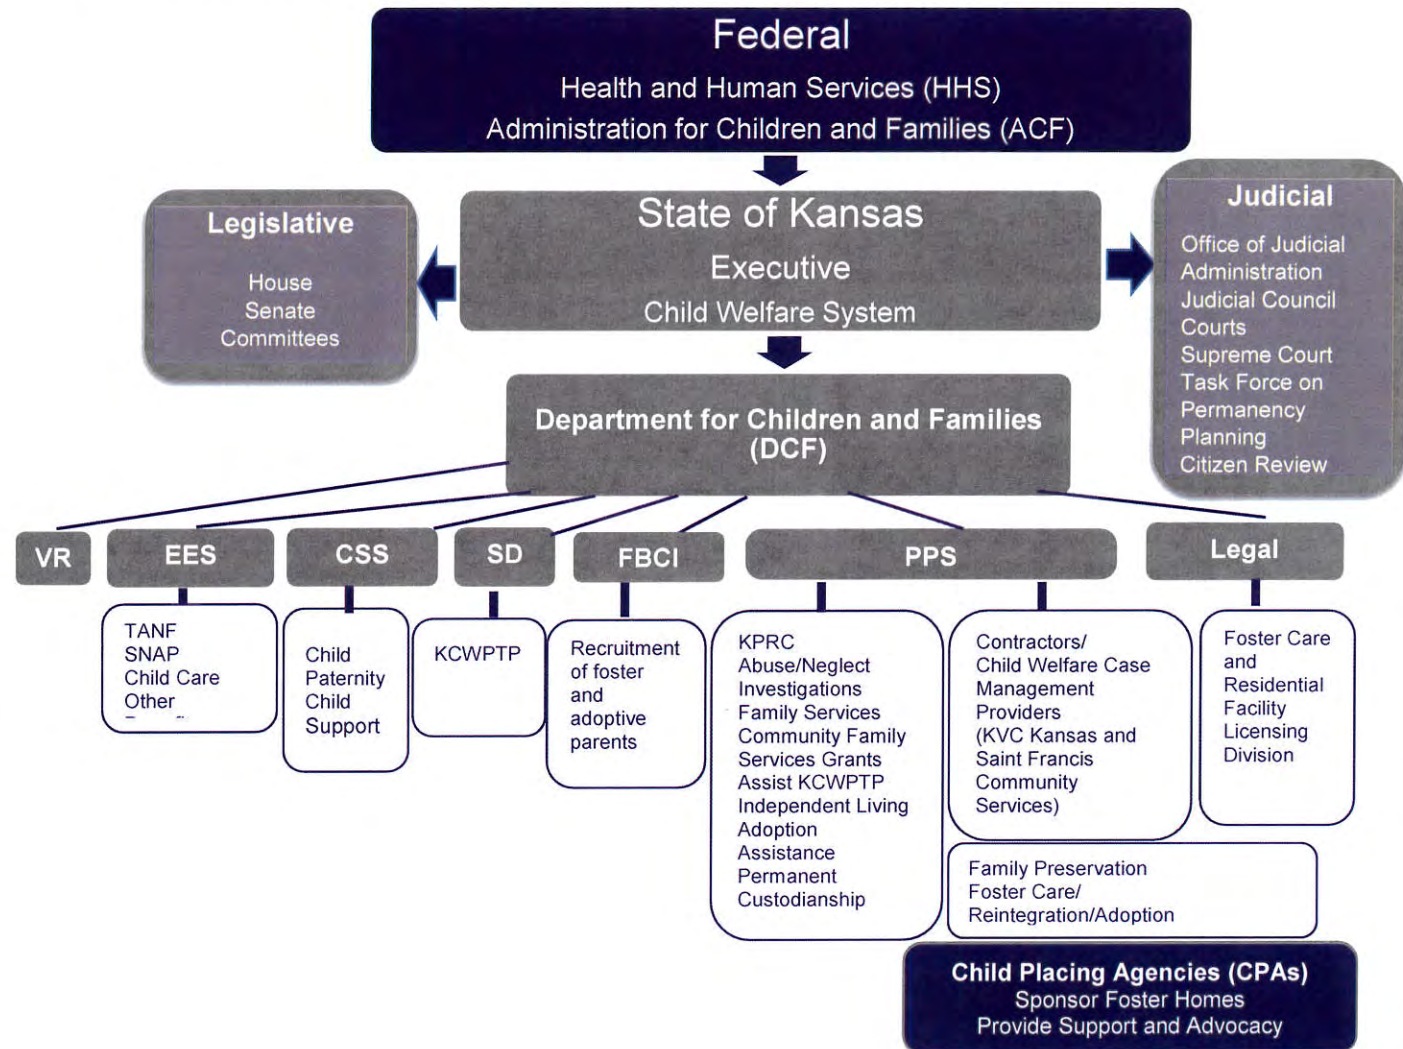 Federal
Health and Human Services (HHS)
Administration for Children and Families (ACF)
Legislative
House
Senate
Committees
State of Kansas
Executive
Child Welfare System
Judicial
Office of Judicial
Administration
Judicial Council
Courts
Supreme Court
Task Force on
Permanency
Planning
Citizen Review
Department for Children and Families
(DCF)
VR
EES
CSS
SD
FBCI
PPS
Legal
TANF
SNAP
Child Care
Other
Child
Paternity
Child
Support
KCWPTP
Recruitment
of foster
and
adoptive
parents
KPRC
Abuse/Neglect
Investigations
Family Services
Community Family
Services Grants
Assist KCWPTP
Independent Living
Adoption
Assistance
Permanent
Custodianship
Contractors/
Child Welfare Case
Management
Providers
(KVC Kansas and
Saint Francis
Community
Services)
Foster Care
and
Residential
Facility
Licensing
Division
Family Preservation
Foster Care/
Reintegration/Adoption
Child Placing Agencies (CPAs)
Sponsor Foster Homes
Provide Support and Advocacy